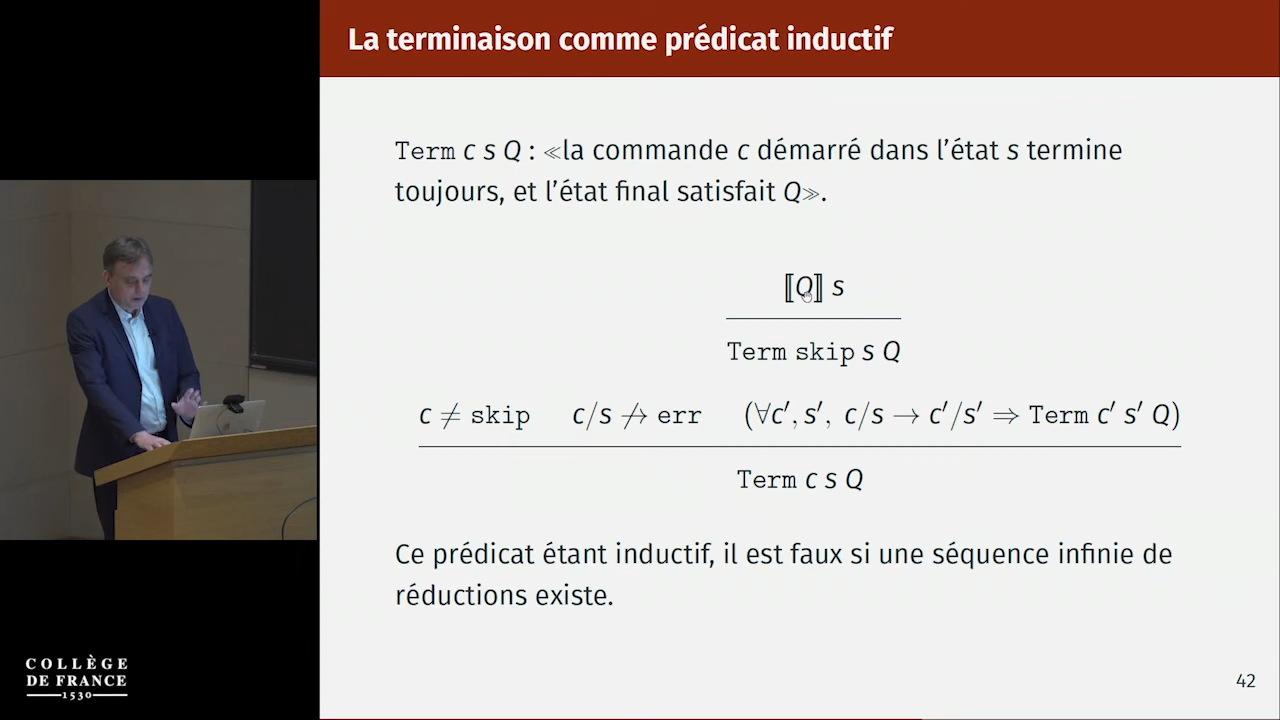 La terminaison comme prédicat inductif
Term c s Q : ≪la commande c démarré dans l'état s termine
toujours, et l'état final satisfait Q≫.
⟦Q⟧ s
Term skip s Q
c ≠ skip c/s ↛ err (∀c′, s′, c/s → c′/s′ ⇒ Term c′ s′ Q)
Term c s Q
Ce prédicat étant inductif, il est faux si une séquence infinie de
réductions existe.
COLLÈGE
DE FRANCE
1530
42